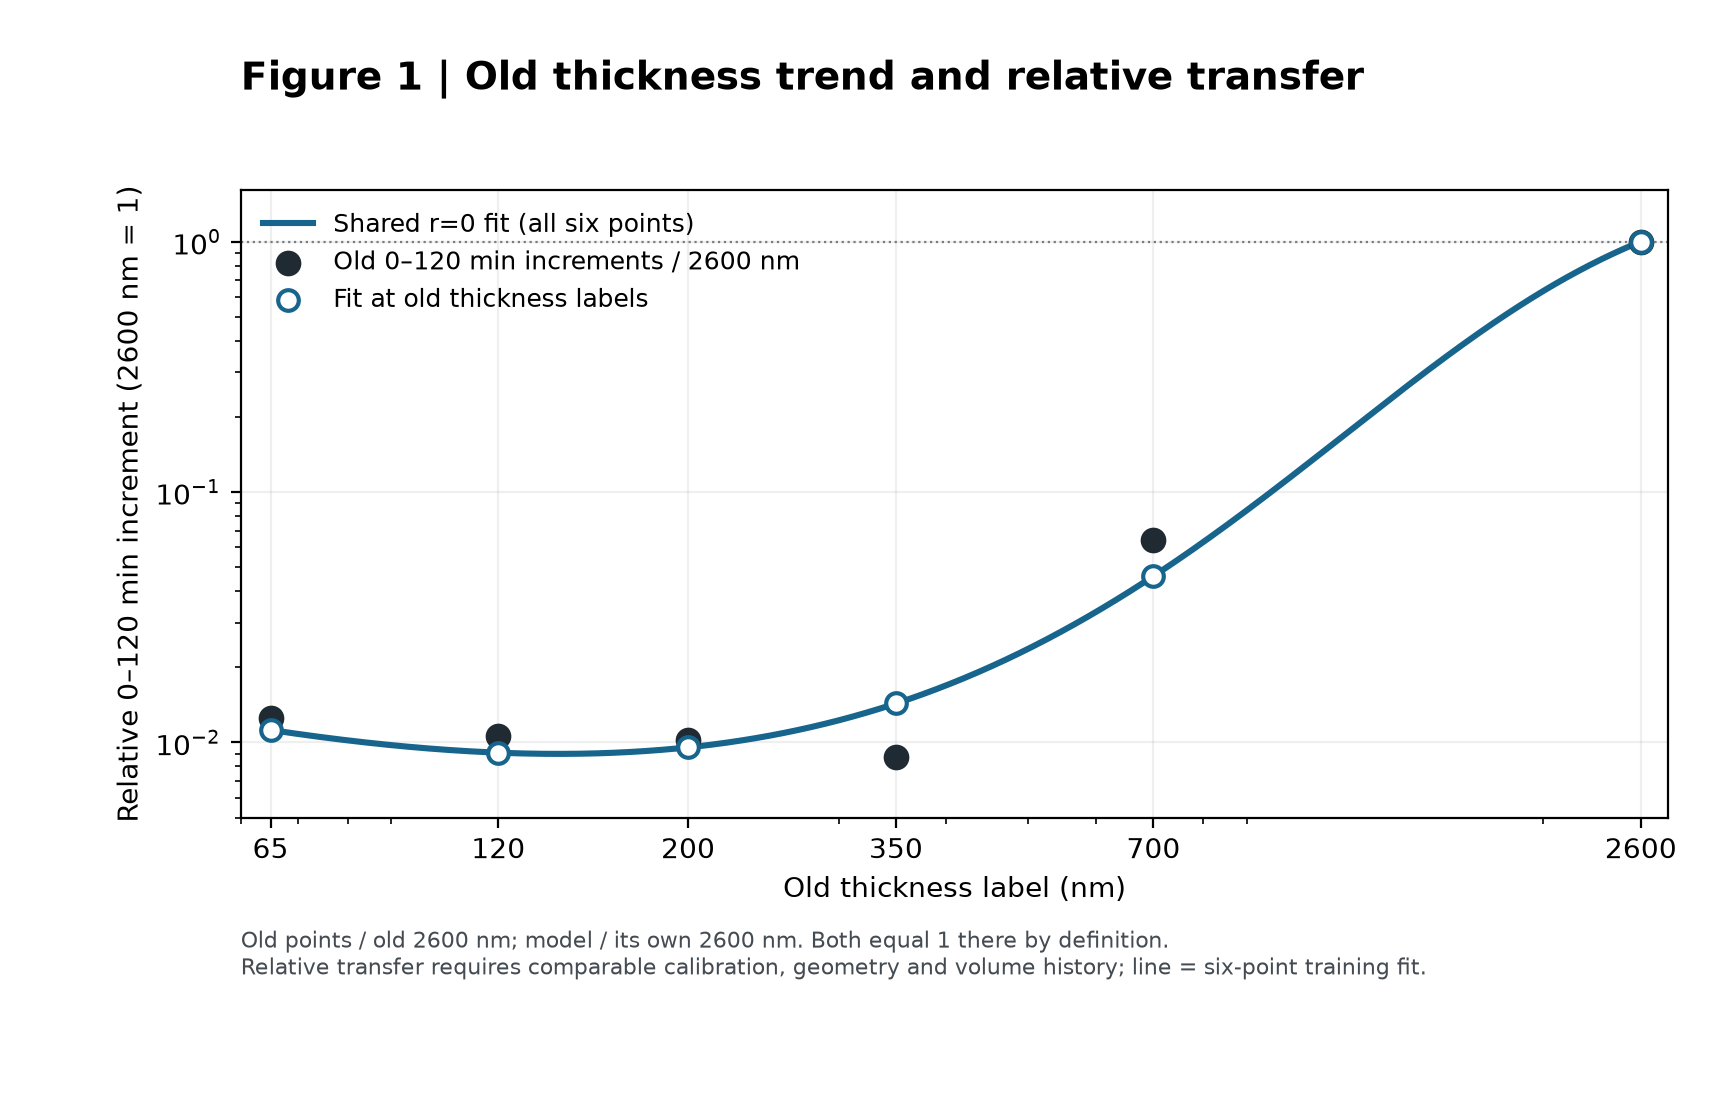 Figure 1 | Old thickness trend and relative transfer
Relative 0–120 min increment (2600 nm = 1)
Shared r=0 fit (all six points)
Old 0–120 min increments / 2600 nm
Fit at old thickness labels
10⁰
10⁻¹
10⁻²
65 120 200 350 700 2600
Old thickness label (nm)
Old points / old 2600 nm; model / its own 2600 nm. Both equal 1 there by definition.
Relative transfer requires comparable calibration, geometry and volume history; line = six-point training fit.